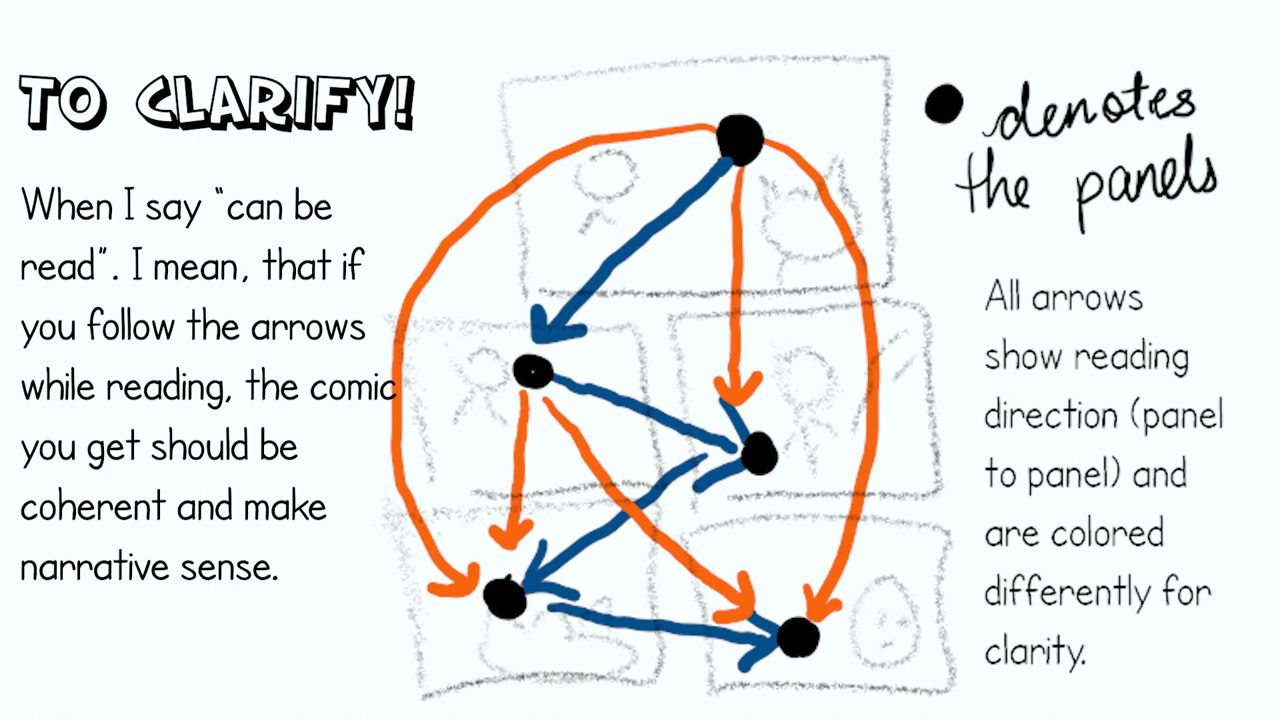 TO CLARIFY!
When I say “can be
read”. I mean, that if
you follow the arrows
while reading, the comic
you get should be
coherent and make
narrative sense.
denotes
the panels
All arrows
show reading
direction (panel
to panel) and
are colored
differently for
clarity.